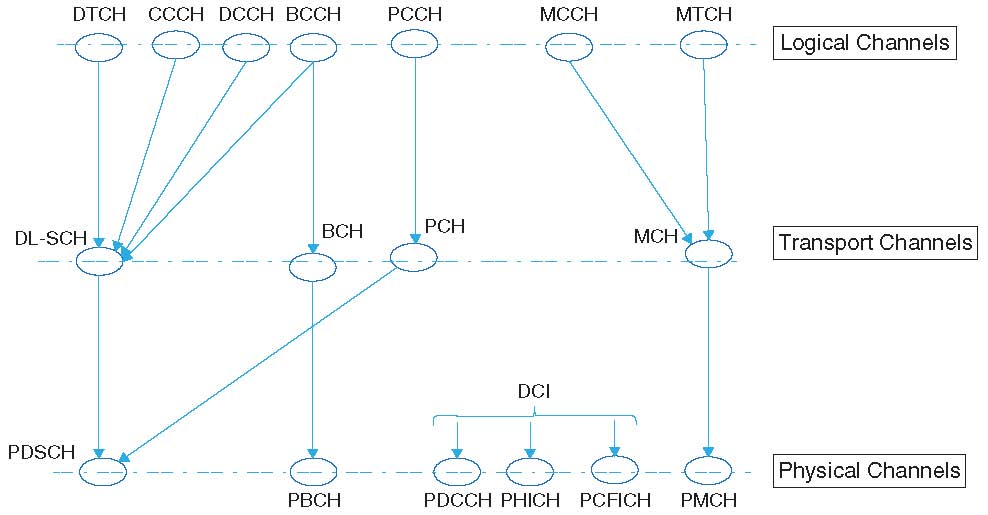 DTCH CCCH DCCH BCCH PCCH MCCH MTCH
Logical Channels
DL-SCH BCH PCH MCH
Transport Channels
DCI
PDSCH
Physical Channels
PBCH PDCCH PHICH PCFICH PMCH